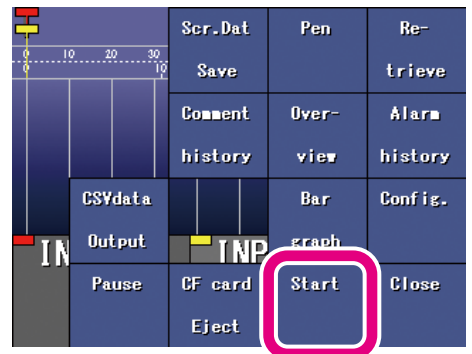 Scr.Dat Save
Pen
Re-trieve
0 10 20 30
0 10
Comment history
Over-view
Alarm history
CSVdata Output
Bar graph
Config.
IN
INP
Pause
CF card Eject
Start
Close